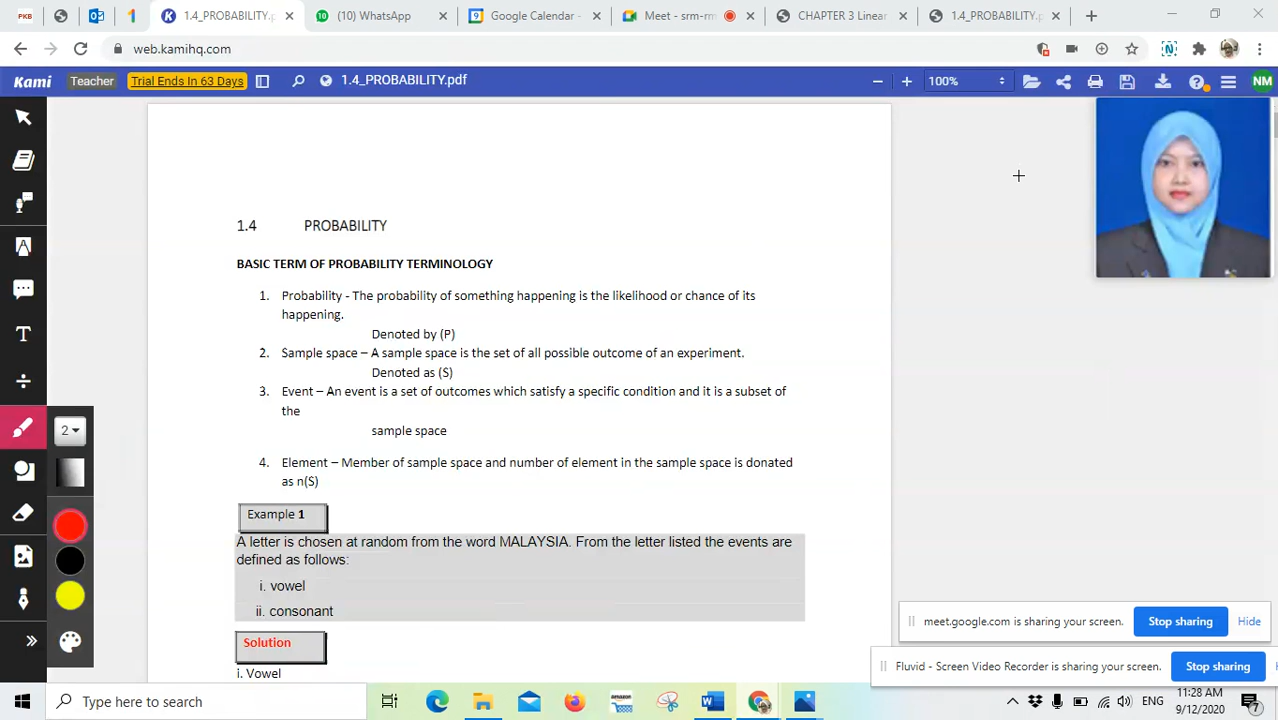 1.4_PROBABILITY.p
(10) WhatsApp
Google Calendar -
Meet - srm-rm
CHAPTER 3 Linear
1.4_PROBABILITY.p
web.kamihq.com
Kami
Teacher
Trial Ends In 63 Days
1.4_PROBABILITY.pdf
100%
NM
1.4 PROBABILITY
BASIC TERM OF PROBABILITY TERMINOLOGY
1. Probability - The probability of something happening is the likelihood or chance of its
happening.
Denoted by (P)
2. Sample space – A sample space is the set of all possible outcome of an experiment.
Denoted as (S)
3. Event – An event is a set of outcomes which satisfy a specific condition and it is a subset of
the
sample space
4. Element – Member of sample space and number of element in the sample space is donated
as n(S)
Example 1
A letter is chosen at random from the word MALAYSIA. From the letter listed the events are
defined as follows:
i. vowel
ii. consonant
Solution
i. Vowel
2
meet.google.com is sharing your screen.
Stop sharing
Hide
Fluvid - Screen Video Recorder is sharing your screen.
Stop sharing
Type here to search
ENG
11:28 AM
9/12/2020